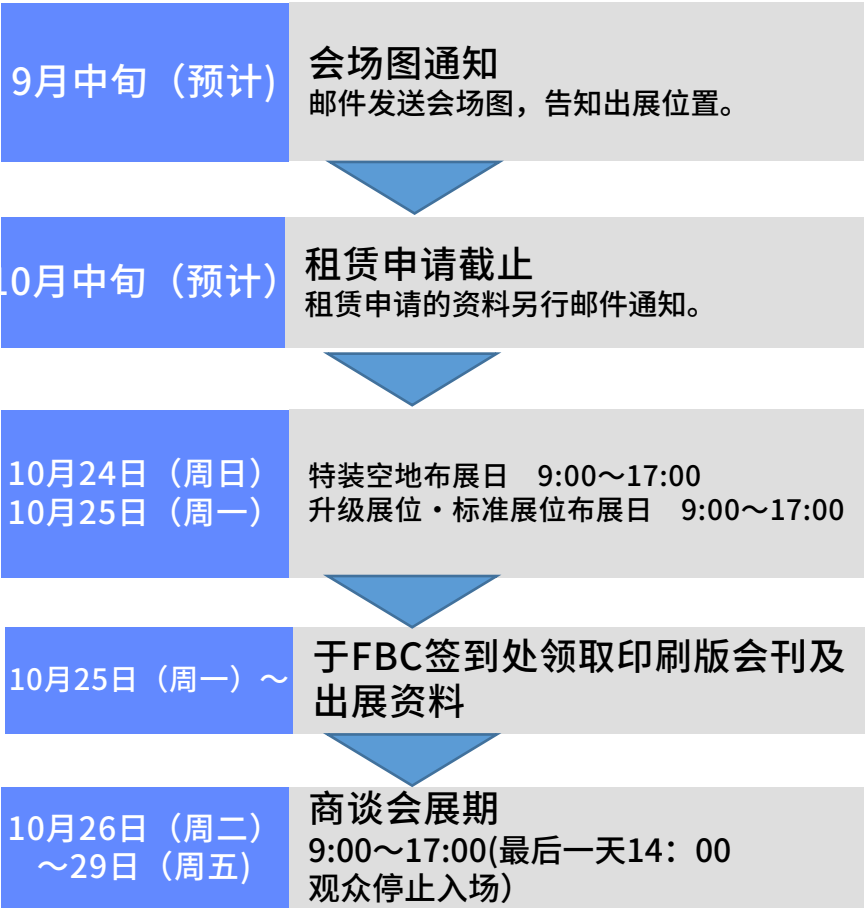 9月中旬（预计)
会场图通知
邮件发送会场图，告知出展位置。
10月中旬（预计）
租赁申请截止
租赁申请的资料另行邮件通知。
10月24日（周日）
10月25日（周一）
特装空地布展日　9:00～17:00
升级展位・标准展位布展日　9:00～17:00
10月25日（周一）～
于FBC签到处领取印刷版会刊及
出展资料
10月26日（周二）
～29日（周五)
商谈会展期
9:00～17:00(最后一天14：00
观众停止入场）